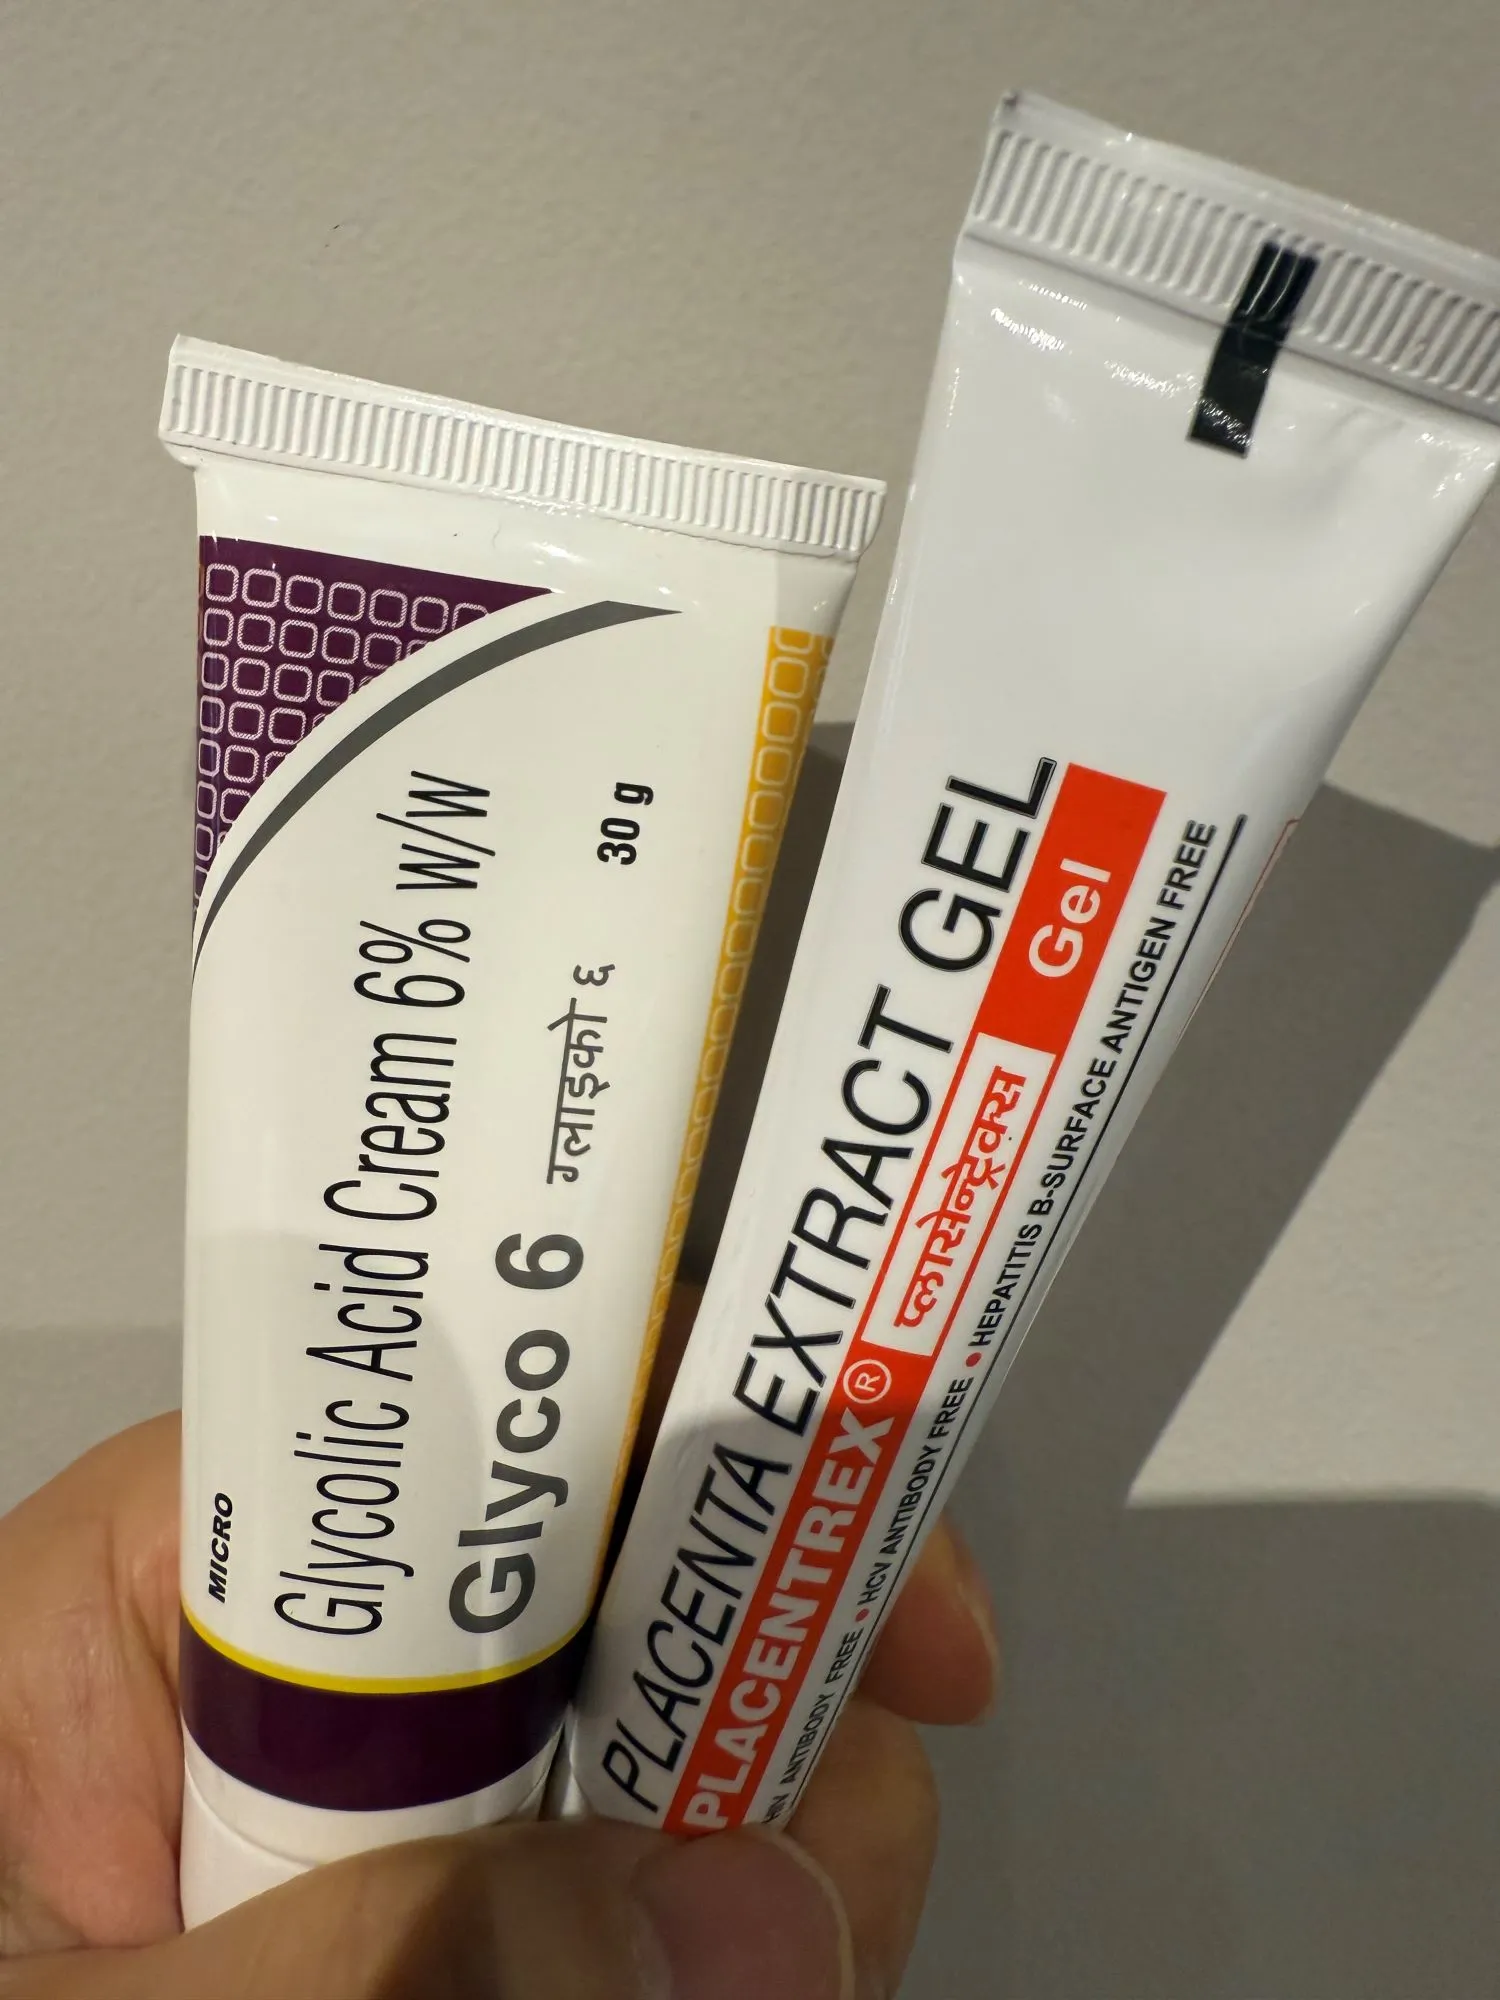 MICRO
Glycolic Acid Cream 6% w/w
Glyco 6 ग्लाइको ६ 30 g
PLACENTA EXTRACT GEL
PLACENTREX® प्लासेन्ट्रेक्स Gel
HIV ANTIBODY FREE • HCV ANTIBODY FREE • HEPATITIS B-SURFACE ANTIGEN FREE